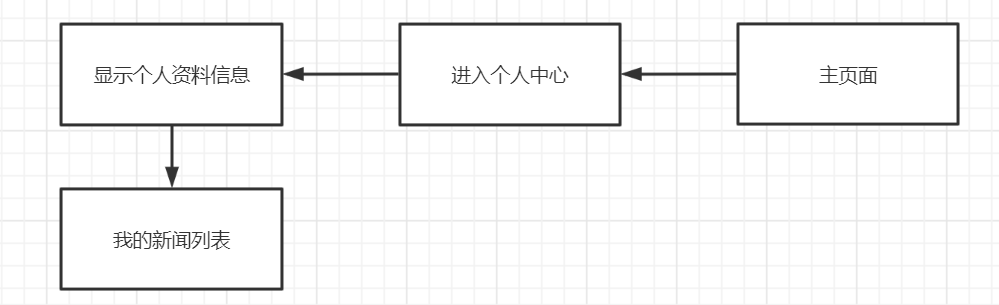 显示个人资料信息
进入个人中心
主页面
我的新闻列表